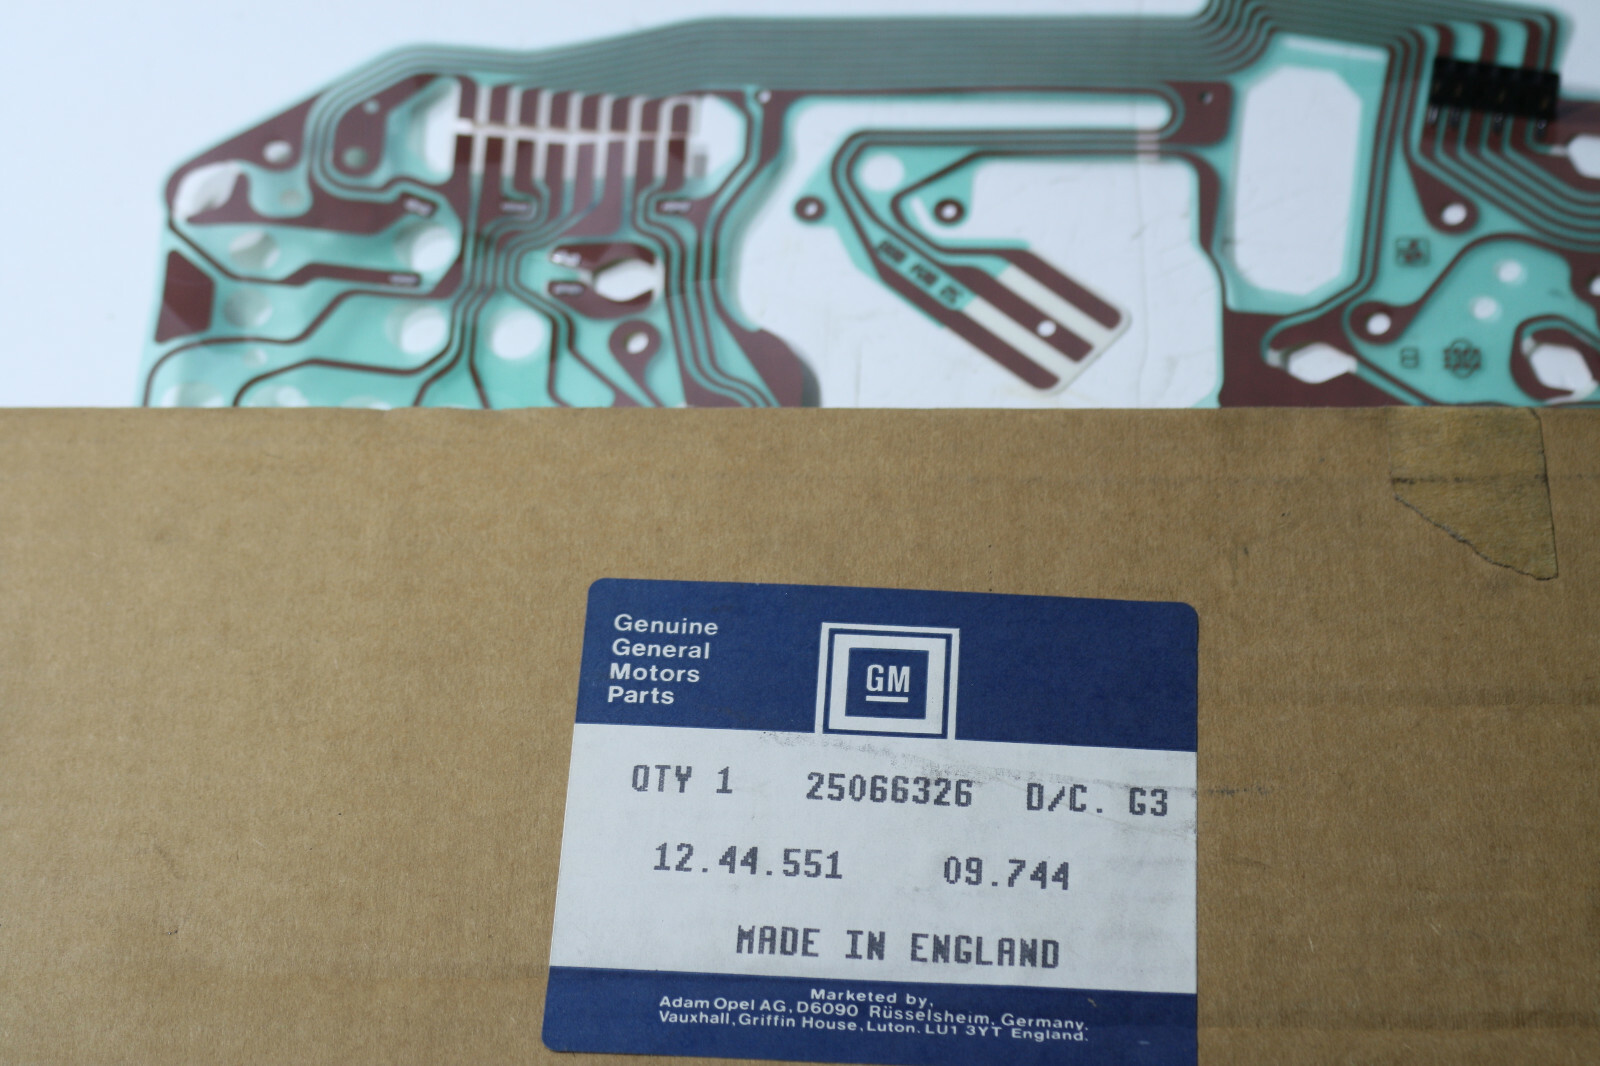 Genuine
General
Motors
Parts
GM
QTY 1 25066326 D/C. G3
12.44.551 09.744
MADE IN ENGLAND
Marketed by,
Adam Opel AG, D6090 Rüsselsheim, Germany.
Vauxhall, Griffin House, Luton. LU1 3YT England.